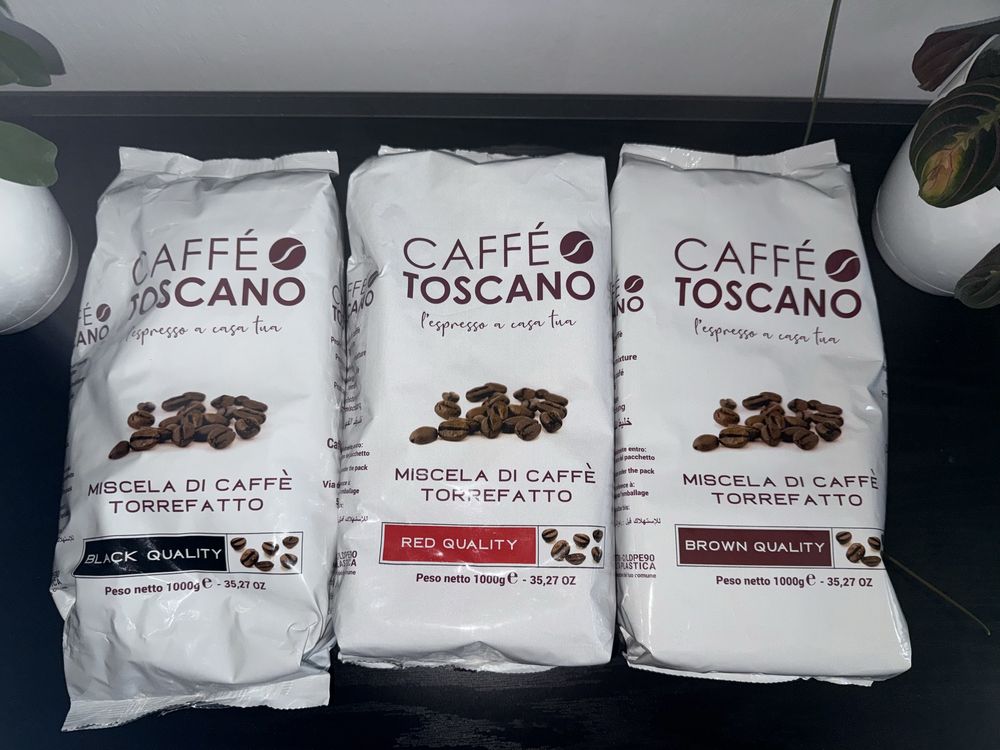 CAFFÉ
TOSCANO
l'espresso a casa tua
MISCELA DI CAFFÈ
TORREFATTO
BLACK QUALITY
Peso netto 1000g e - 35,27 OZ
CAFFÉ
TOSCANO
l'espresso a casa tua
MISCELA DI CAFFÈ
TORREFATTO
RED QUALITY
Peso netto 1000g e - 35,27 OZ
CAFFÉ
TOSCANO
l'espresso a casa tua
MISCELA DI CAFFÈ
TORREFATTO
BROWN QUALITY
Peso netto 1000g e - 35,27 OZ